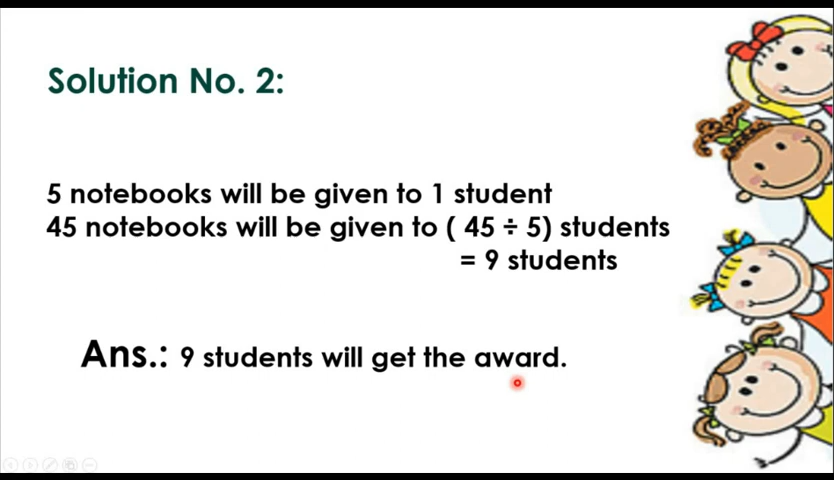 Solution No. 2:
5 notebooks will be given to 1 student
45 notebooks will be given to ( 45 ÷ 5) students
= 9 students
Ans.: 9 students will get the award.